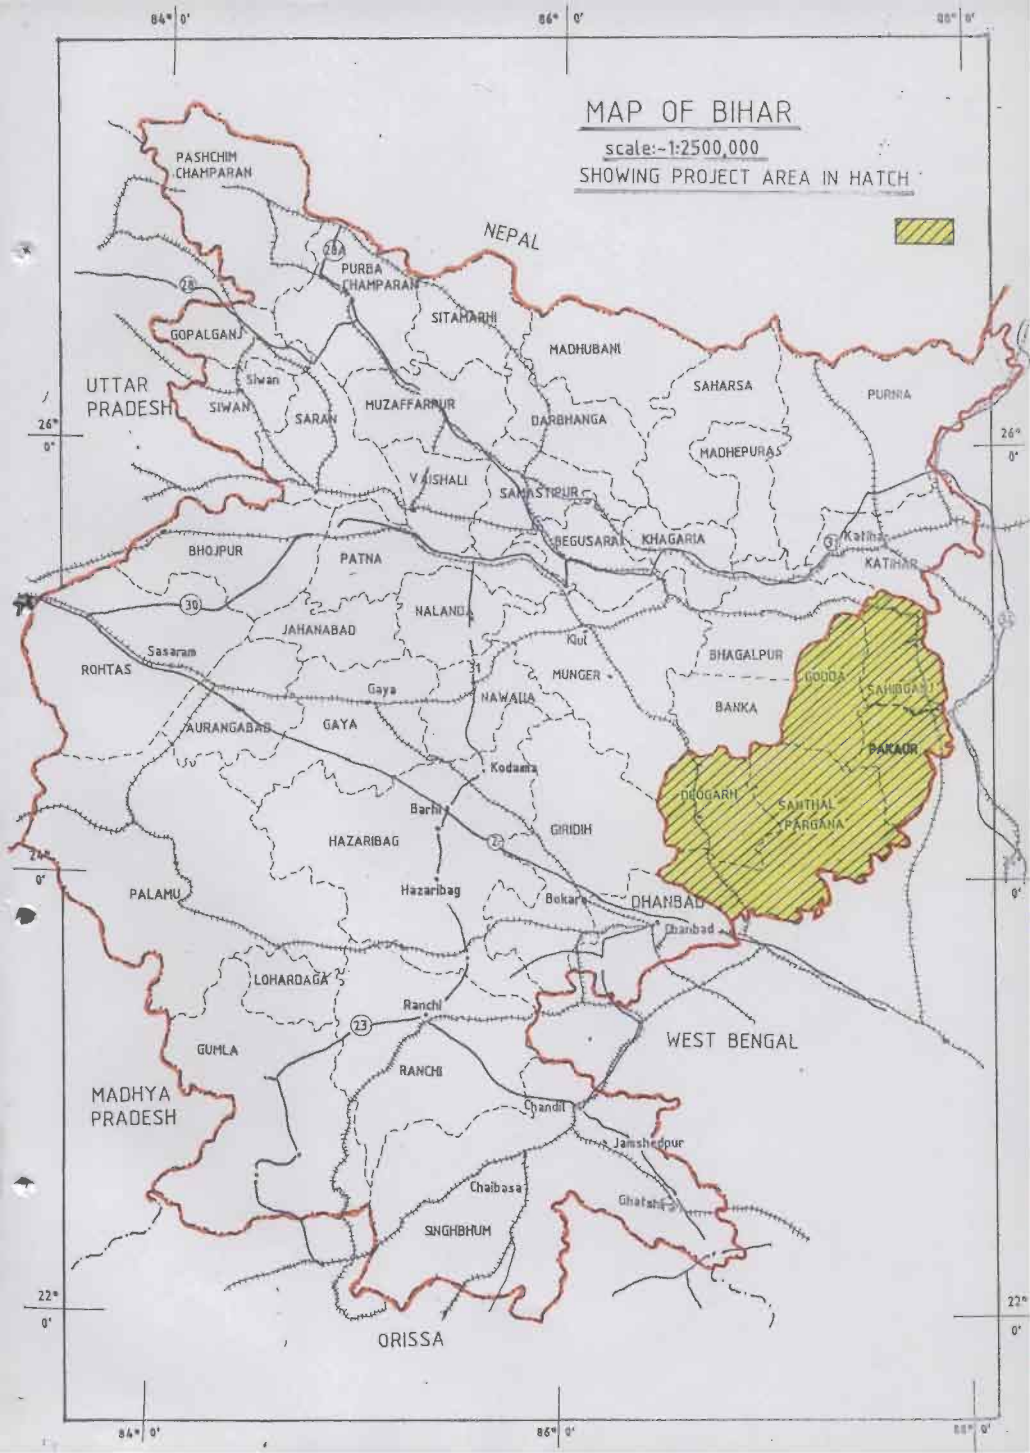 84° 0'
86° 0'
88° 0'
MAP OF BIHAR
scale:-1:2500,000
SHOWING PROJECT AREA IN HATCH
PASHCHIM
CHAMPARAN
NEPAL
28A
PURBA
CHAMPARAN
28
SITAMARHI
GOPALGANJ
MADHUBANI
UTTAR
PRADESH
Siwan
SIWAN
SARAN
MUZAFFARPUR
DARBHANGA
SAHARSA
PURNIA
MADHEPURAS
26°
0'
26°
0'
VAISHALI
SAMASTIPUR
BEGUSARAI
KHAGARIA
31
Katihar
KATIHAR
BHOJPUR
PATNA
30
NALANDA
JAHANABAD
Kiul
BHAGALPUR
ROHTAS
Sasaram
31
MUNGER
GODDA
SAHIBGANJ
Gaya
NAWADA
BANKA
AURANGABAD
GAYA
PAKAUR
Kodama
DEOGARH
SANTHAL
PARGANA
Barhi
2
GIRIDIH
HAZARIBAG
24°
0'
0'
PALAMU
Hazaribag
Bokaro
DHANBAD
Dhanbad
LOHARDAGA
Ranchi
23
WEST BENGAL
GUMLA
RANCHI
MADHYA
PRADESH
Chandil
Jamshedpur
Chaibasa
Ghatshila
SINGHBHUM
22°
0'
22°
0'
ORISSA
84° 0'
86° 0'
88° 0'